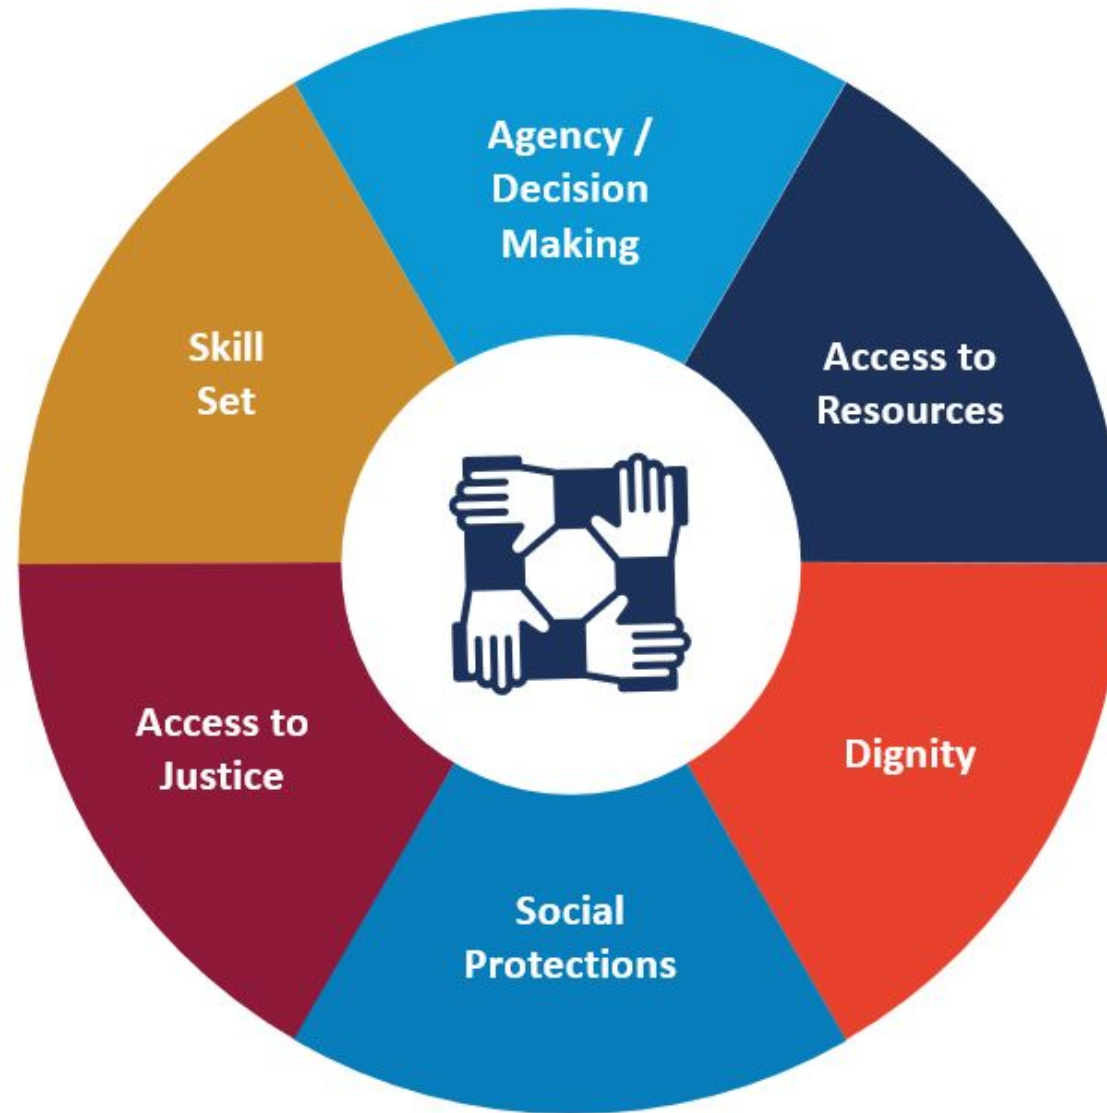 Agency /
Decision
Making
Access to
Resources
Dignity
Social
Protections
Access to
Justice
Skill
Set